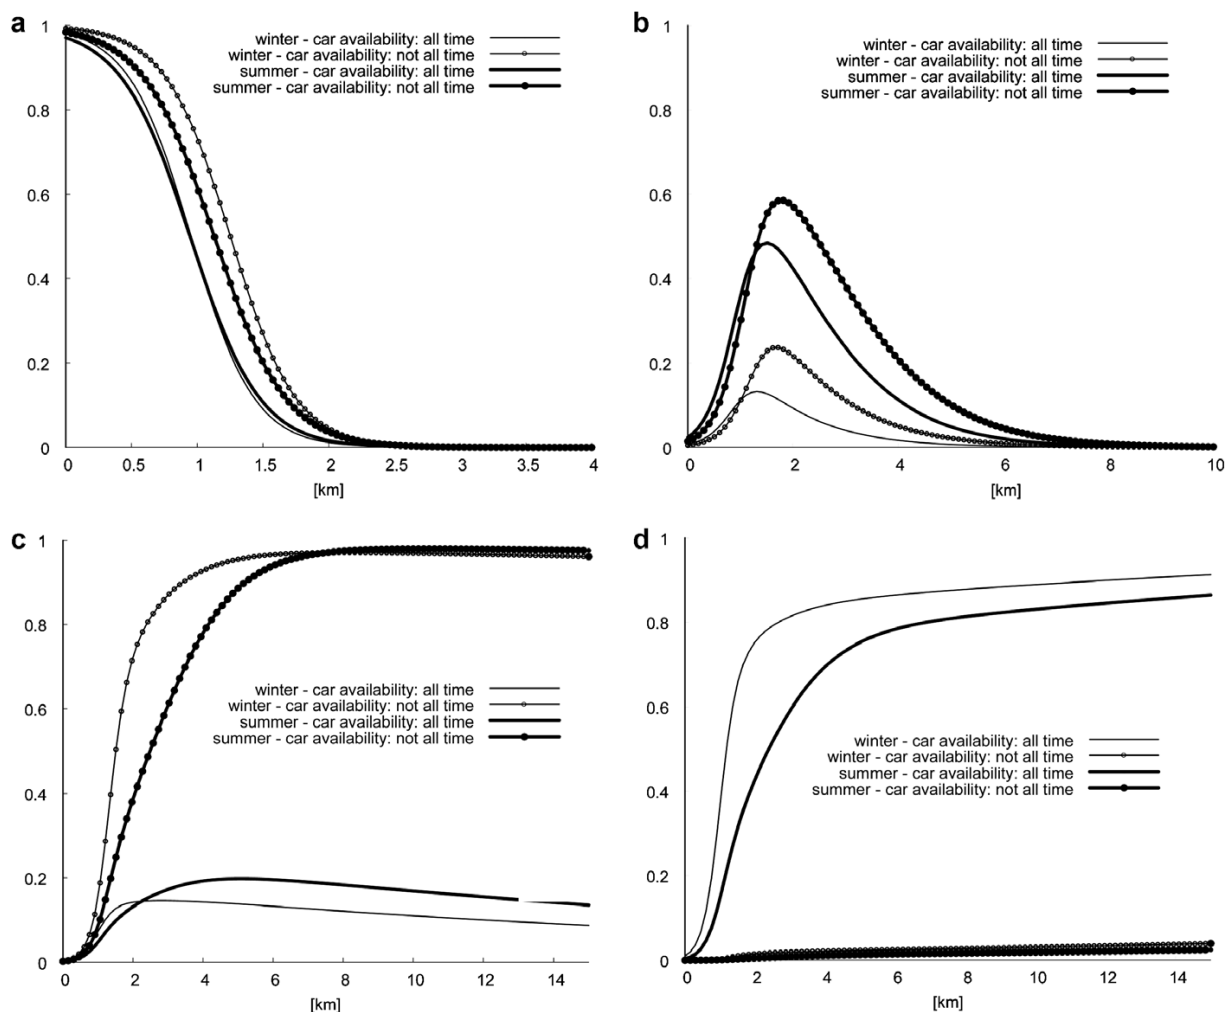 a
1
0.8
0.6
0.4
0.2
0
winter - car availability: all time
winter - car availability: not all time
summer - car availability: all time
summer - car availability: not all time
0 0.5 1 1.5 2 2.5 3 3.5 4
[km]
b
1
0.8
0.6
0.4
0.2
0
winter - car availability: all time
winter - car availability: not all time
summer - car availability: all time
summer - car availability: not all time
0 2 4 6 8 10
[km]
c
1
0.8
0.6
0.4
0.2
0
winter - car availability: all time
winter - car availability: not all time
summer - car availability: all time
summer - car availability: not all time
0 2 4 6 8 10 12 14
[km]
d
1
0.8
0.6
0.4
0.2
0
winter - car availability: all time
winter - car availability: not all time
summer - car availability: all time
summer - car availability: not all time
0 2 4 6 8 10 12 14
[km]